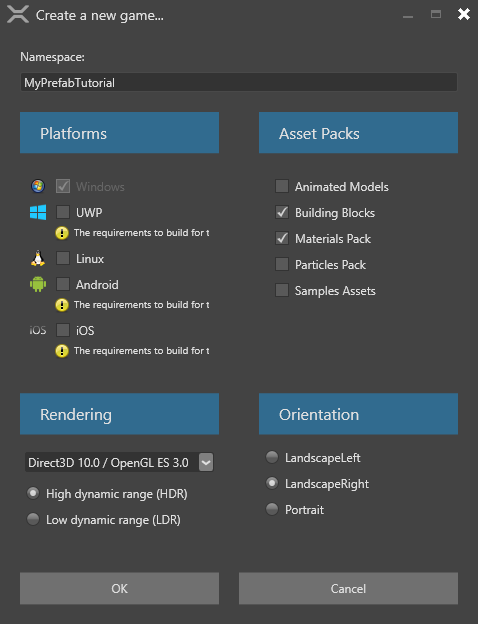 Create a new game...
Namespace:
MyPrefabTutorial
Platforms
Windows
UWP
The requirements to build for t
Linux
Android
The requirements to build for t
iOS
iOS
The requirements to build for t
Asset Packs
Animated Models
Building Blocks
Materials Pack
Particles Pack
Samples Assets
Rendering
Direct3D 10.0 / OpenGL ES 3.0
High dynamic range (HDR)
Low dynamic range (LDR)
Orientation
LandscapeLeft
LandscapeRight
Portrait
OK
Cancel